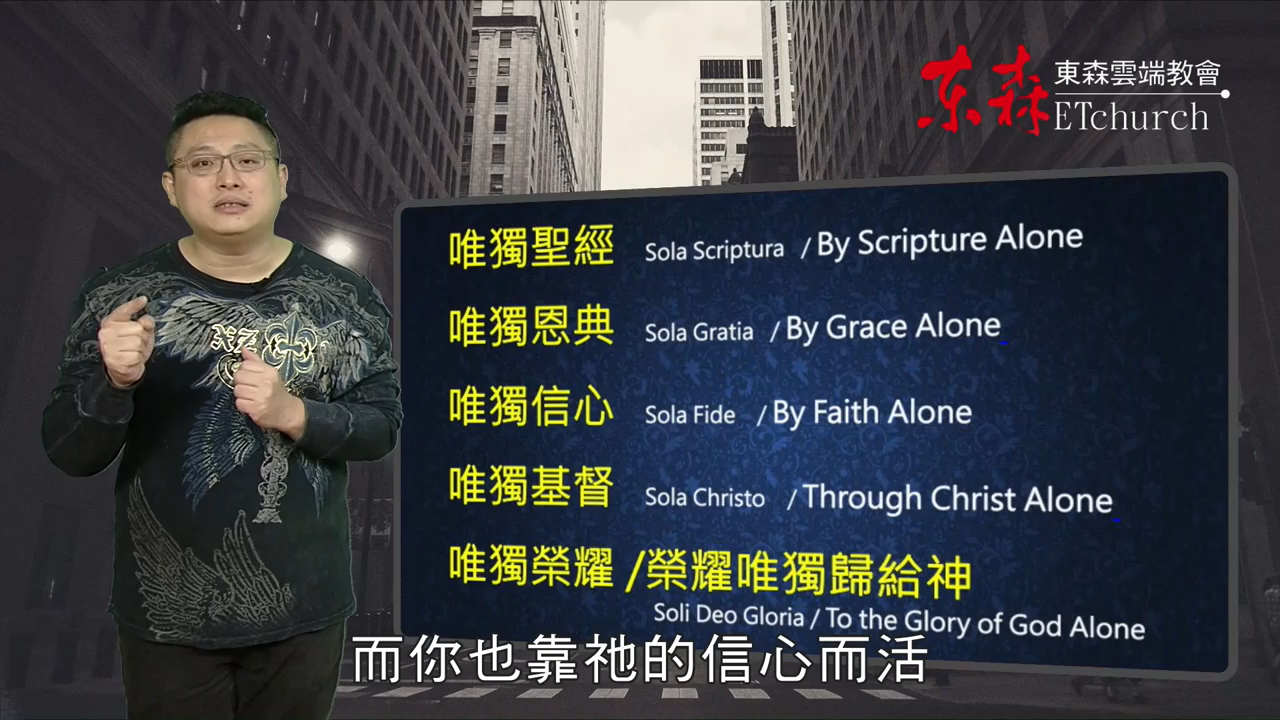 东森 東森雲端教會
ETchurch
唯獨聖經 Sola Scriptura / By Scripture Alone
唯獨恩典 Sola Gratia / By Grace Alone
唯獨信心 Sola Fide / By Faith Alone
唯獨基督 Sola Christo / Through Christ Alone
唯獨榮耀 /榮耀唯獨歸給神
Soli Deo Gloria / To the Glory of God Alone
XZ
而你也靠祂的信心而活